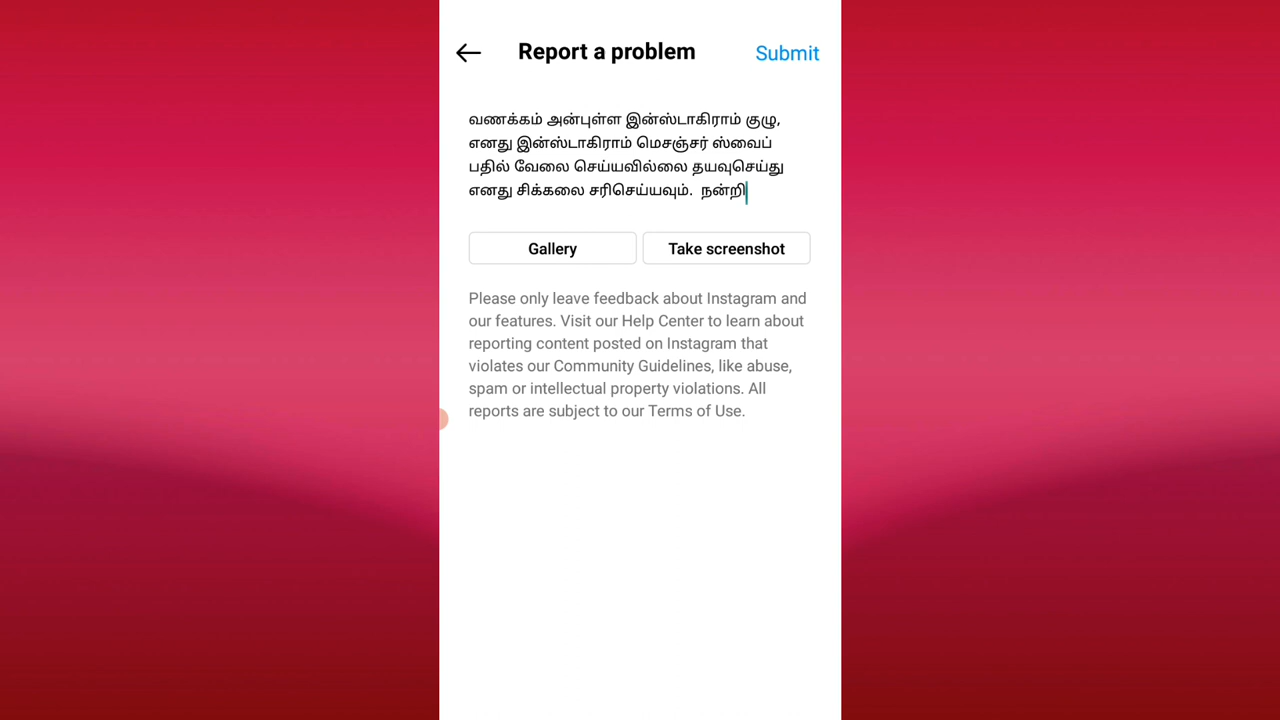 Report a problem
Submit
வணக்கம் அன்புள்ள இன்ஸ்டாகிராம் குழு,
எனது இன்ஸ்டாகிராம் மெசஞ்சர் ஸ்வைப்
பதில் வேலை செய்யவில்லை தயவுசெய்து
எனது சிக்கலை சரிசெய்யவும். நன்றி
Gallery
Take screenshot
Please only leave feedback about Instagram and
our features. Visit our Help Center to learn about
reporting content posted on Instagram that
violates our Community Guidelines, like abuse,
spam or intellectual property violations. All
reports are subject to our Terms of Use.